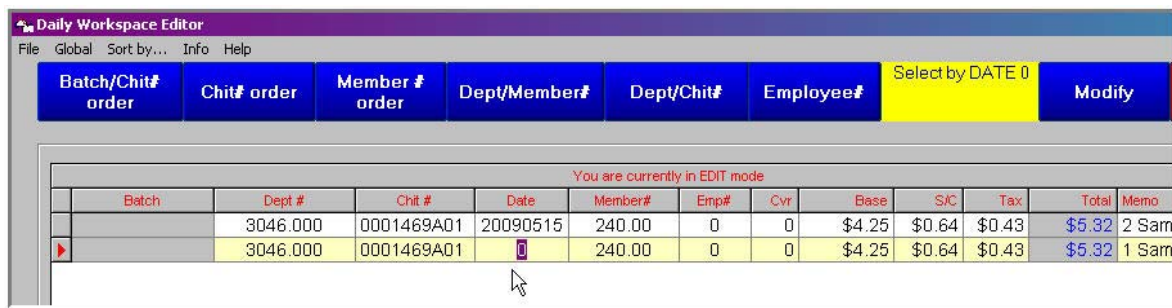 Daily Workspace Editor
File Global Sort by... Info Help
Batch/Chit# order
Chit# order
Member # order
Dept/Member#
Dept/Chit#
Employee#
Select by DATE 0
Modify
You are currently in EDIT mode
Batch Dept # Chit # Date Member# Emp# Cvr Base S/C Tax Total Memo
3046.000 0001469A01 20090515 240.00 0 0 $4.25 $0.64 $0.43 $5.32 2 Sam
3046.000 0001469A01 0 240.00 0 0 $4.25 $0.64 $0.43 $5.32 1 Sam